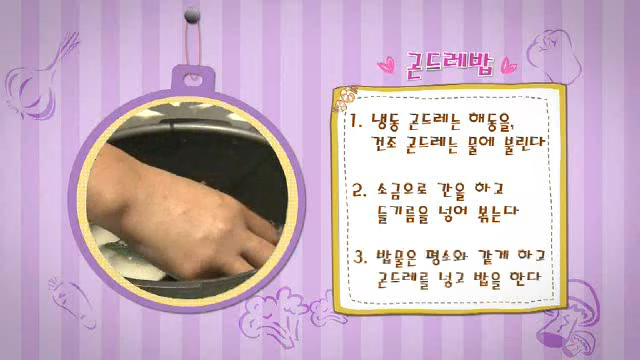 곤드레밥
1. 냉동 곤드레는 해동을,
건조 곤드레는 물에 불린다
2. 소금으로 간을 하고
들기름을 넣어 볶는다
3. 밥물은 평소와 같게 하고
곤드레를 넣고 밥을 한다